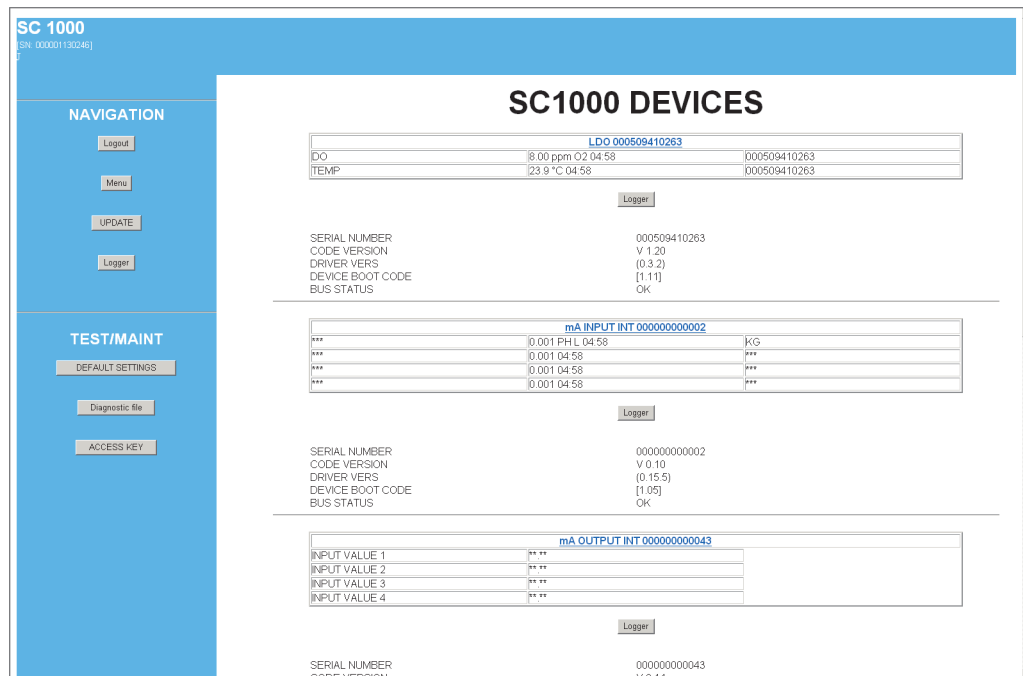 SC 1000
[SN: 000001130246]
NAVIGATION
Logout
Menu
UPDATE
Logger
TEST/MAINT
DEFAULT SETTINGS
Diagnostic file
ACCESS KEY
SC1000 DEVICES
LDO 000509410263
DO 8.00 ppm O2 04:58 000509410263
TEMP 23.9 °C 04:58 000509410263
Logger
SERIAL NUMBER 000509410263
CODE VERSION V 1.20
DRIVER VERS (0.3.2)
DEVICE BOOT CODE [1.11]
BUS STATUS OK
mA INPUT INT 000000000002
*** 0.001 PH L 04:58 KG
*** 0.001 04:58 ***
*** 0.001 04:58 ***
*** 0.001 04:58 ***
Logger
SERIAL NUMBER 000000000002
CODE VERSION V 0.10
DRIVER VERS (0.15.5)
DEVICE BOOT CODE [1.05]
BUS STATUS OK
mA OUTPUT INT 000000000043
INPUT VALUE 1 **.**
INPUT VALUE 2 **.**
INPUT VALUE 3 **.**
INPUT VALUE 4 **.**
Logger
SERIAL NUMBER 000000000043
CODE VERSION